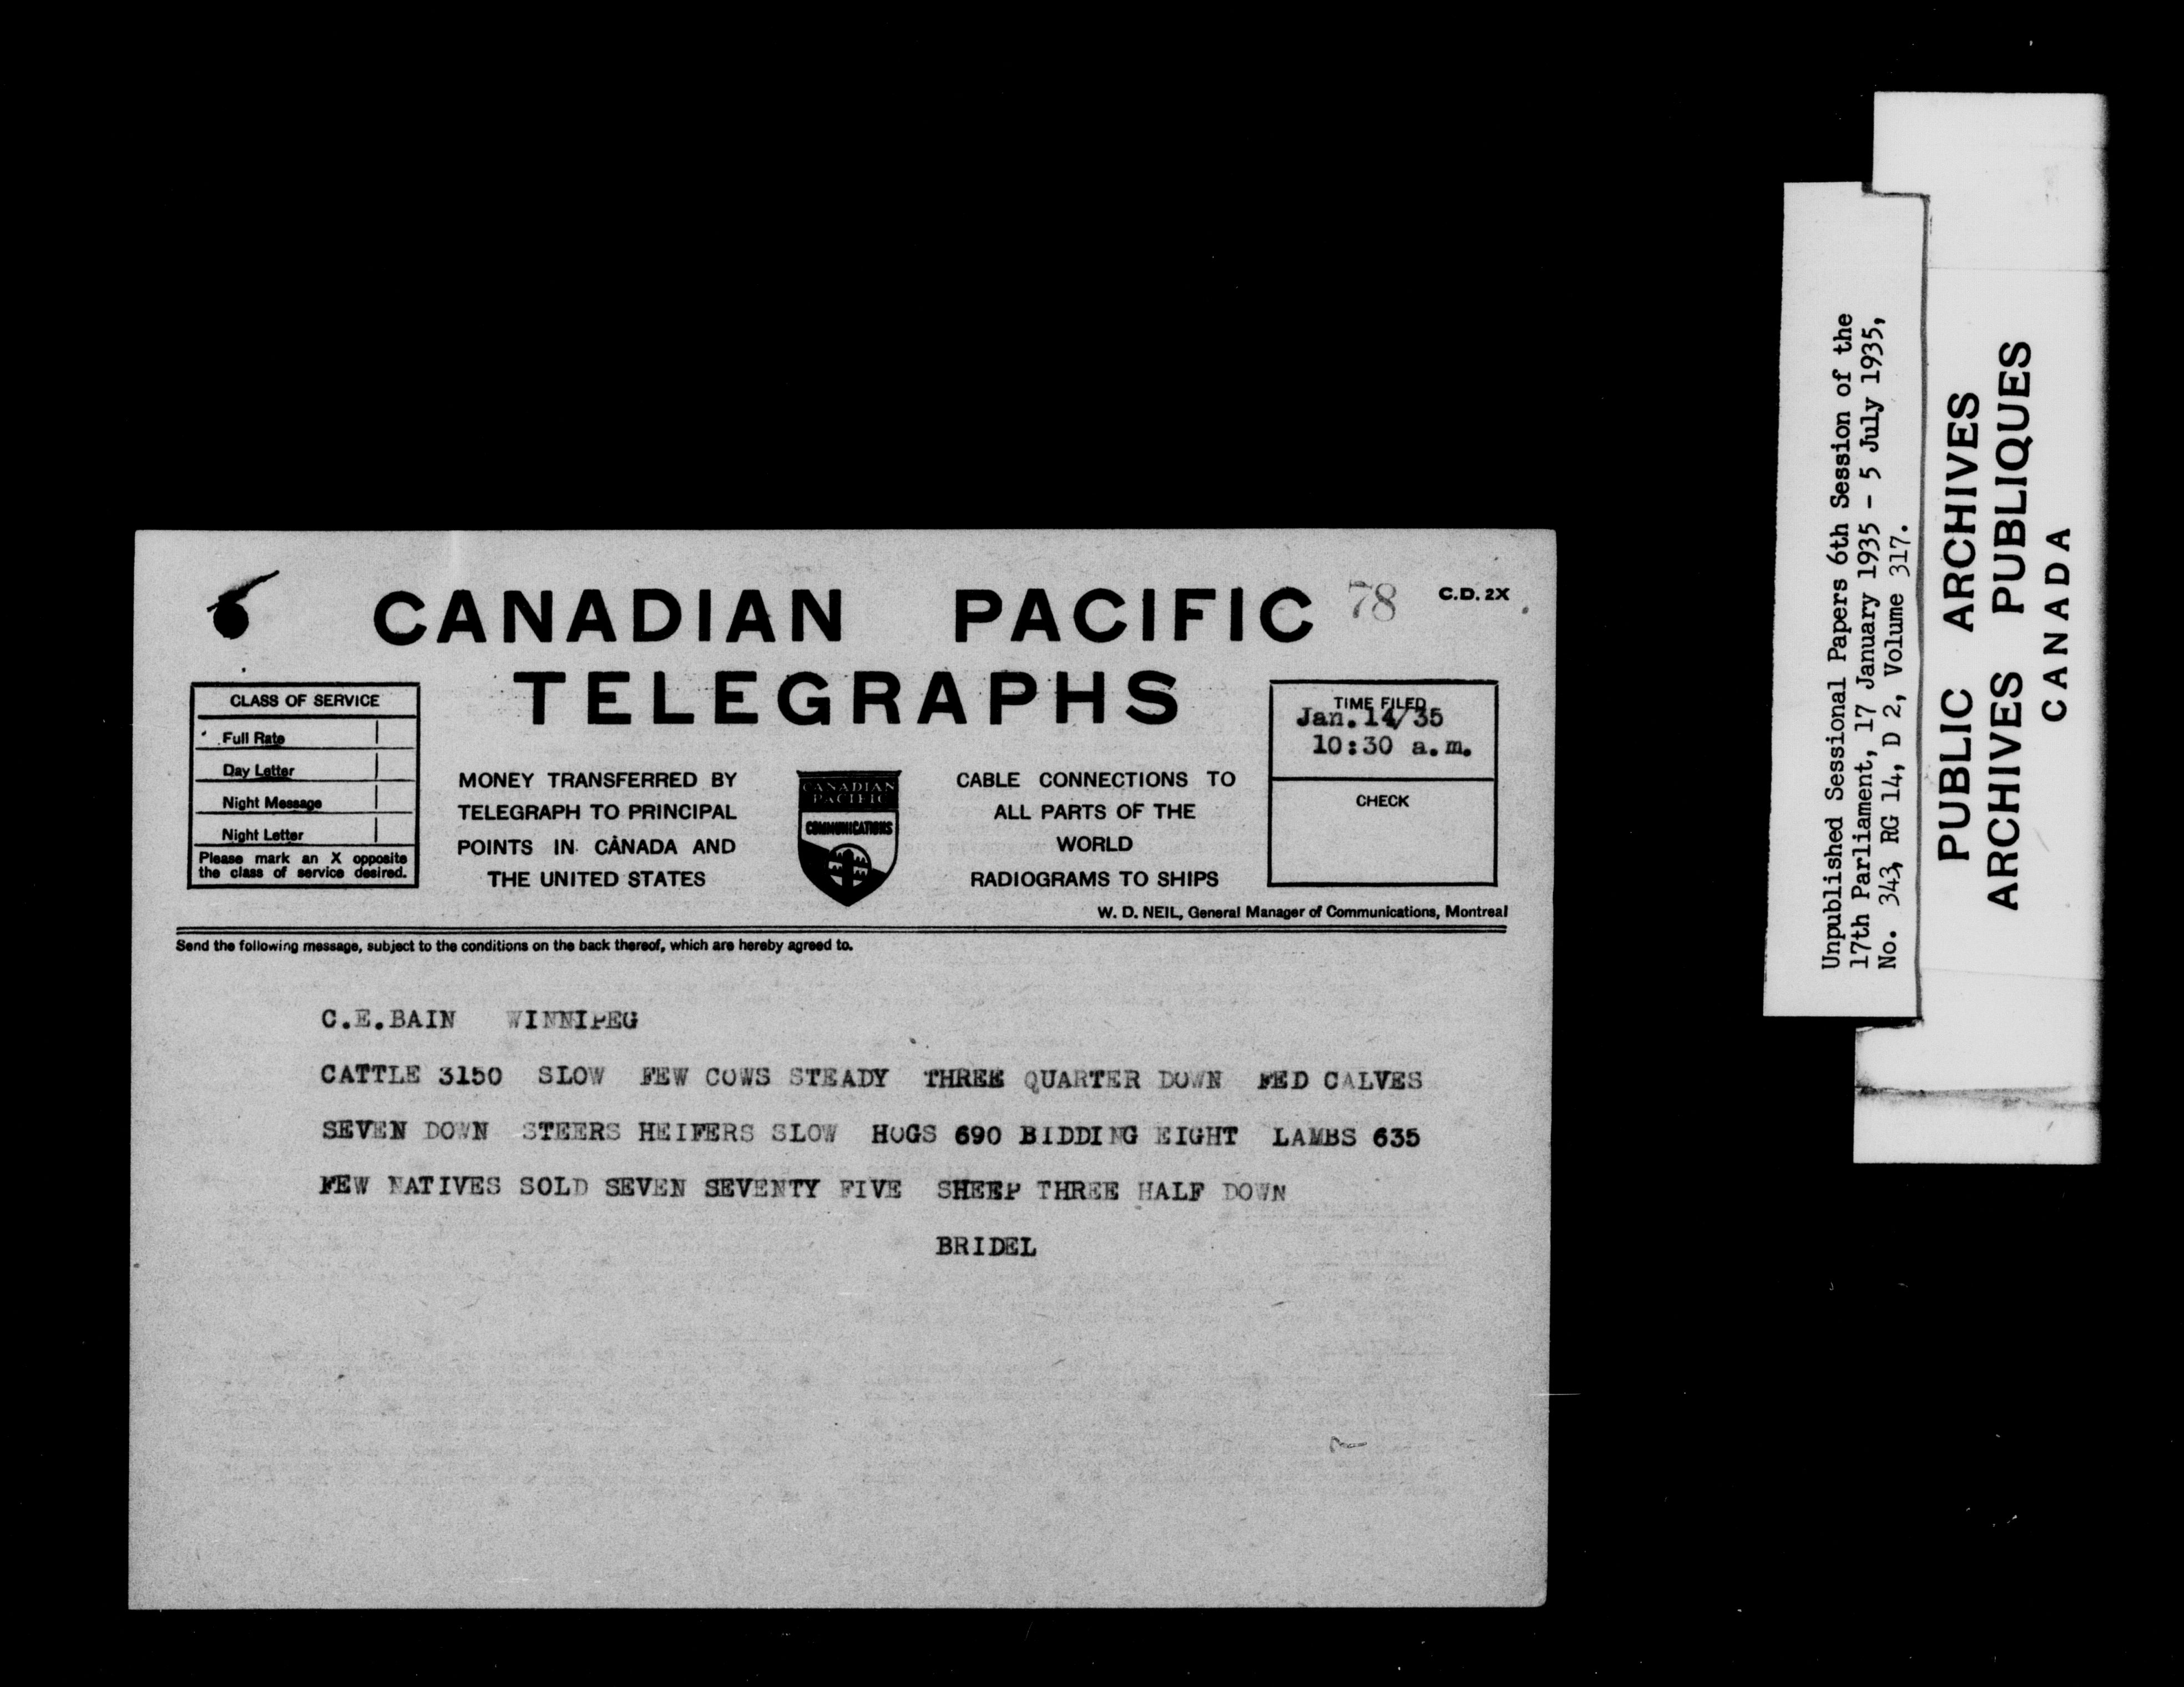 CANADIAN PACIFIC 78 C.D. 2X
TELEGRAPHS
CLASS OF SERVICE
Full Rate
Day Letter
Night Message
Night Letter
Please mark an X opposite
the class of service desired.
MONEY TRANSFERRED BY
TELEGRAPH TO PRINCIPAL
POINTS IN CANADA AND
THE UNITED STATES
CANADIAN
PACIFIC
COMMUNICATIONS
CABLE CONNECTIONS TO
ALL PARTS OF THE
WORLD
RADIOGRAMS TO SHIPS
TIME FILED
Jan.14/35
10:30 a.m.
CHECK
W. D. NEIL, General Manager of Communications, Montreal
Send the following message, subject to the conditions on the back thereof, which are hereby agreed to.
C.E.BAIN WINNIPEG
CATTLE 3150 SLOW FEW COWS STEADY THREE QUARTER DOWN FED CALVES
SEVEN DOWN STEERS HEIFERS SLOW HOGS 690 BIDDING EIGHT LAMBS 635
FEW NATIVES SOLD SEVEN SEVENTY FIVE SHEEP THREE HALF DOWN
BRIDEL
Unpublished Sessional Papers 6th Session of the
17th Parliament, 17 January 1935 - 5 July 1935,
No. 343, RG 14, D 2, Volume 317.
PUBLIC ARCHIVES
ARCHIVES PUBLIQUES
CANADA